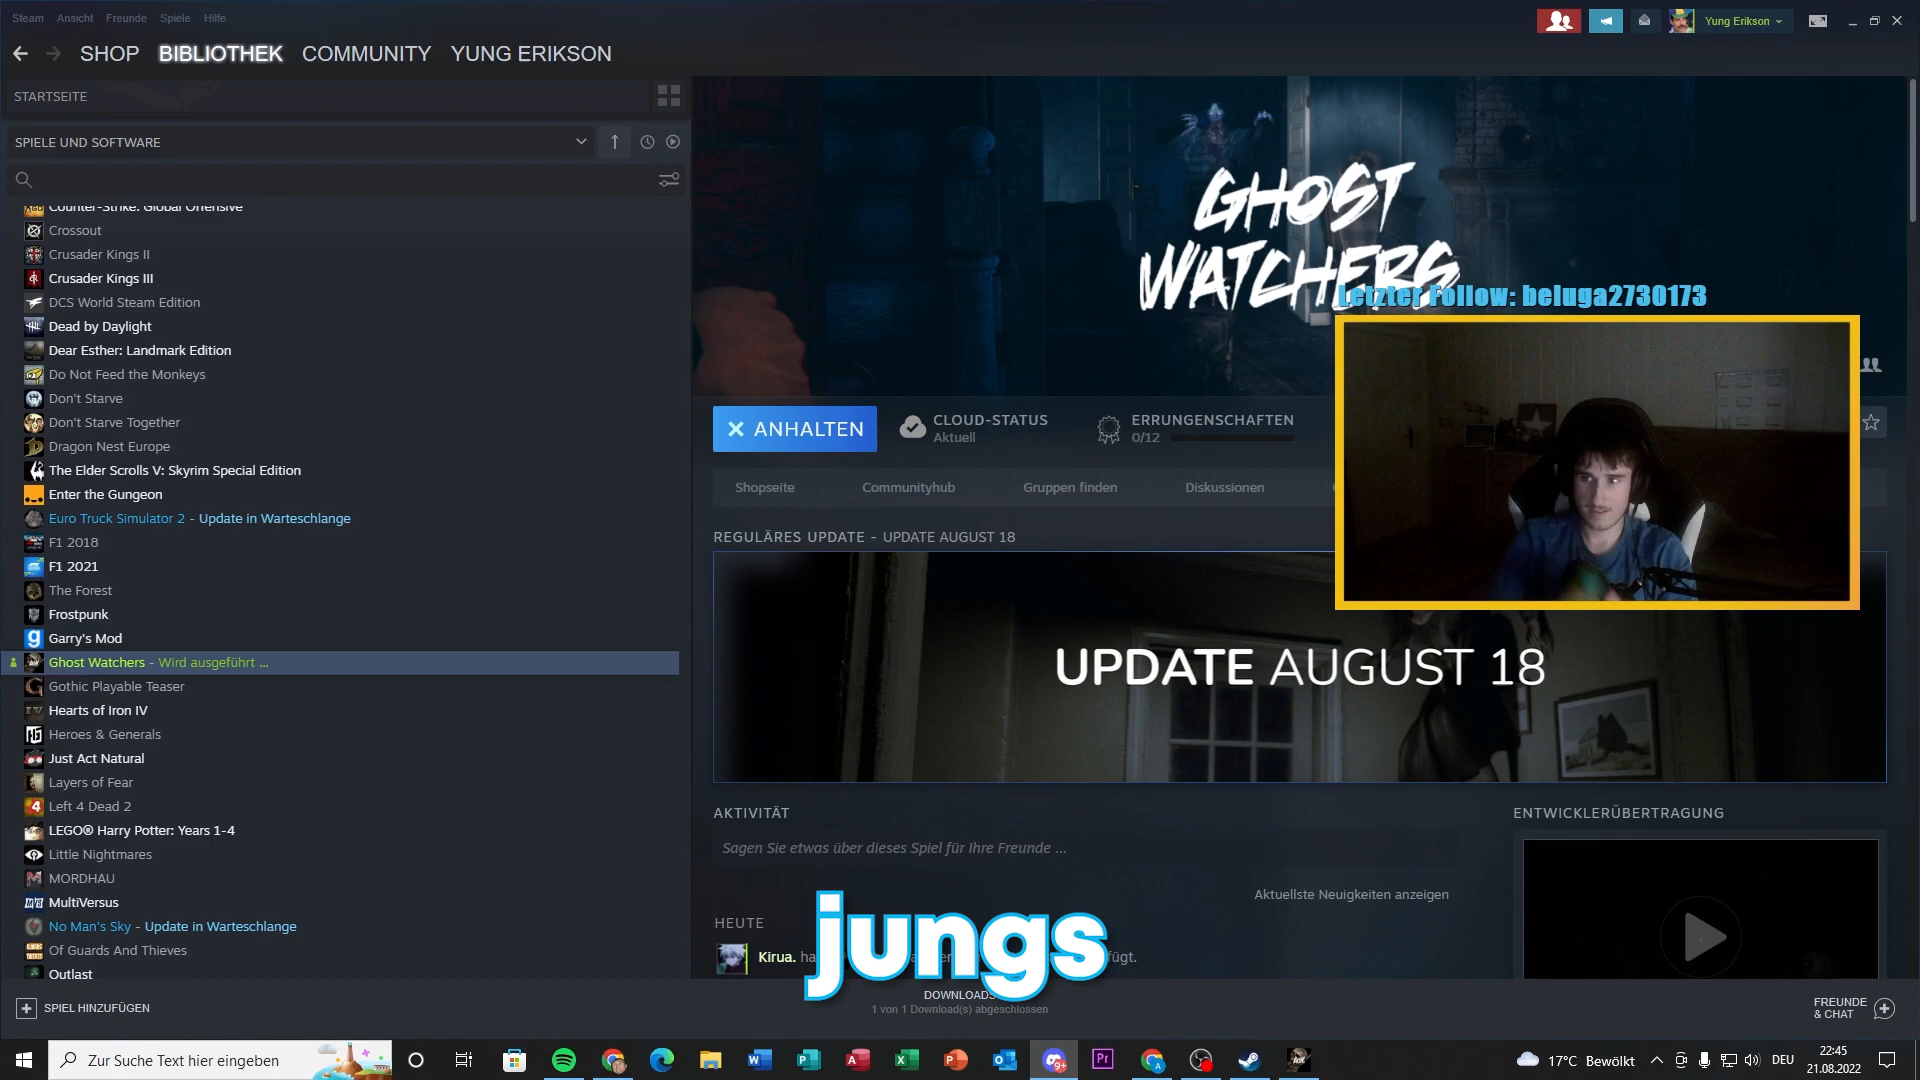 Steam Ansicht Freunde Spiele Hilfe
Yung Erikson
SHOP BIBLIOTHEK COMMUNITY YUNG ERIKSON
STARTSEITE
SPIELE UND SOFTWARE
Counter-Strike: Global Offensive
Crossout
Crusader Kings II
Crusader Kings III
DCS World Steam Edition
Dead by Daylight
Dear Esther: Landmark Edition
Do Not Feed the Monkeys
Don't Starve
Don't Starve Together
Dragon Nest Europe
The Elder Scrolls V: Skyrim Special Edition
Enter the Gungeon
Euro Truck Simulator 2 - Update in Warteschlange
F1 2018
F1 2021
The Forest
Frostpunk
Garry's Mod
Ghost Watchers - Wird ausgeführt ...
Gothic Playable Teaser
Hearts of Iron IV
Heroes & Generals
Just Act Natural
Layers of Fear
Left 4 Dead 2
LEGO® Harry Potter: Years 1-4
Little Nightmares
MORDHAU
MultiVersus
No Man's Sky - Update in Warteschlange
Of Guards And Thieves
Outlast
SPIEL HINZUFÜGEN
GHOST
WATCHERS
Letzter Follow: beluga2730173
ANHALTEN
CLOUD-STATUS
Aktuell
ERRUNGENSCHAFTEN
0/12
Shopseite Communityhub Gruppen finden Diskussionen
REGULÄRES UPDATE - UPDATE AUGUST 18
UPDATE AUGUST 18
AKTIVITÄT
Sagen Sie etwas über dieses Spiel für Ihre Freunde ...
Aktuellste Neuigkeiten anzeigen
HEUTE
Kirua.
jungs
ENTWICKLERÜBERTRAGUNG
DOWNLOADS
1 von 1 Download(s) abgeschlossen
FREUNDE
& CHAT
Zur Suche Text hier eingeben
9+
17°C Bewölkt
DEU
22:45
21.08.2022